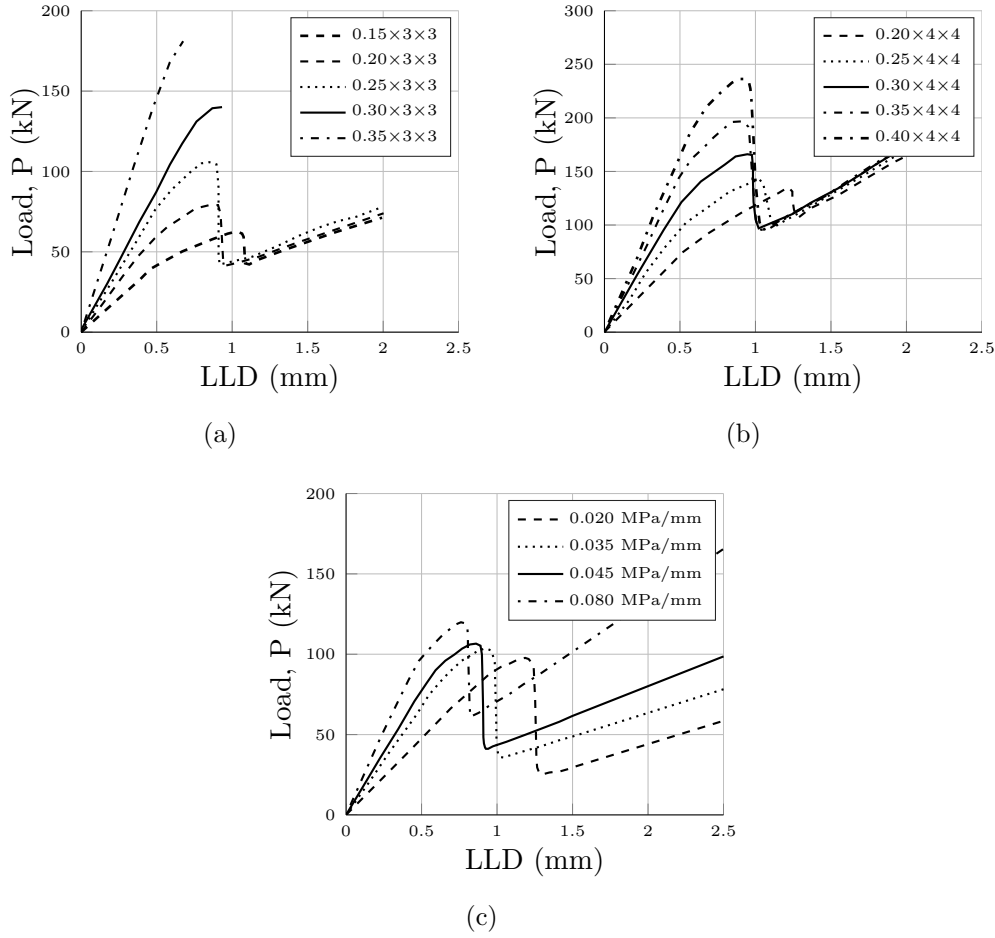 200
150
100
50
0
Load, P (kN)
0 0.5 1 1.5 2 2.5
LLD (mm)
0.15×3×3
0.20×3×3
0.25×3×3
0.30×3×3
0.35×3×3
(a)
300
250
200
150
100
50
0
Load, P (kN)
0 0.5 1 1.5 2 2.5
LLD (mm)
0.20×4×4
0.25×4×4
0.30×4×4
0.35×4×4
0.40×4×4
(b)
200
150
100
50
0
Load, P (kN)
0 0.5 1 1.5 2 2.5
LLD (mm)
0.020 MPa/mm
0.035 MPa/mm
0.045 MPa/mm
0.080 MPa/mm
(c)